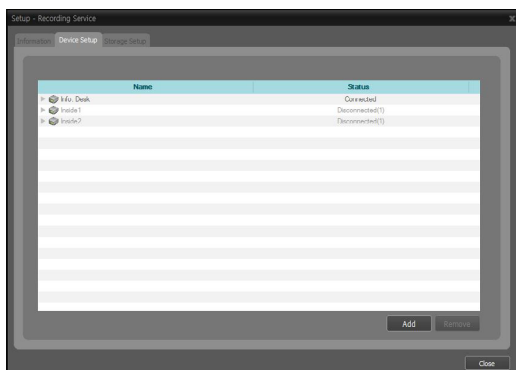 Setup - Recording Service
Information Device Setup Storage Setup
Name Status
Info. Desk Connected
Inside1 Disconnected(1)
Inside2 Disconnected(1)
Add Remove
Close